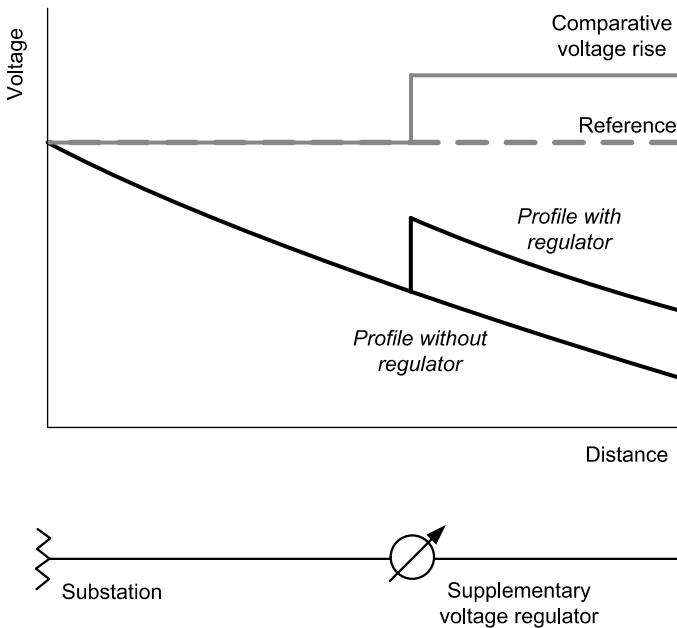 Voltage
Comparative
voltage rise
Reference
Profile with
regulator
Profile without
regulator
Distance
Substation
Supplementary
voltage regulator